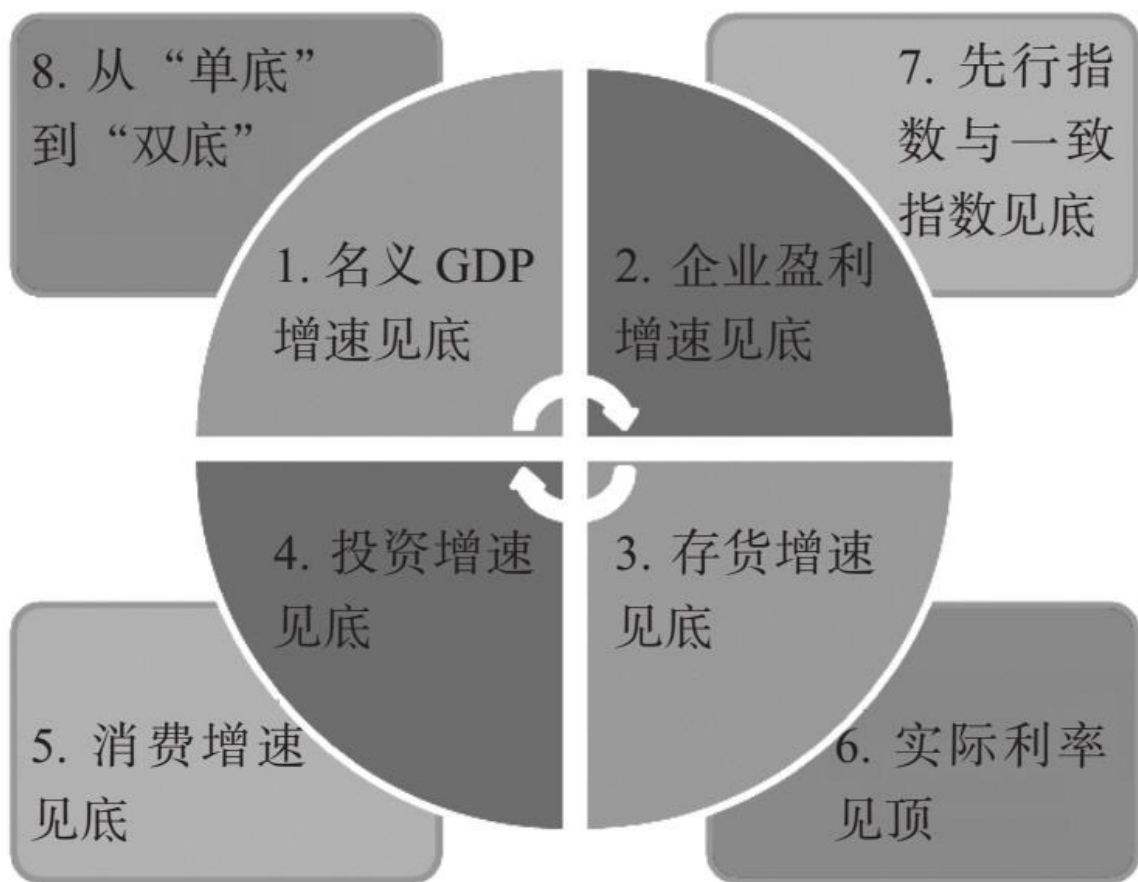 8. 从“单底”
到“双底”
7. 先行指
数与一致
指数见底
1. 名义 GDP
增速见底
2. 企业盈利
增速见底
4. 投资增速
见底
3. 存货增速
见底
5. 消费增速
见底
6. 实际利率
见顶